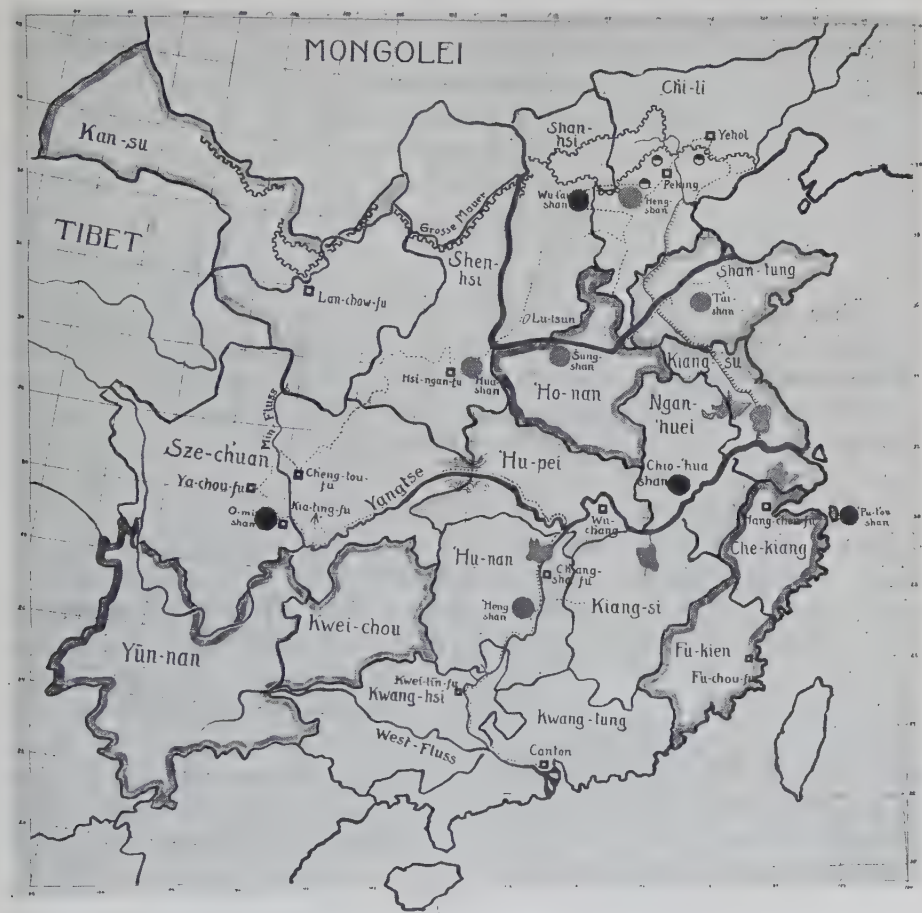 MONGOLEI
Chi-li
Kan-su
Shan-
hsi
Yehol
Peking
Wu tai
shan
Heng-
shan
TIBET
Grosse Mauer
Shen-
hsi
Shan-tung
Tai-
shan
Lan-chow-fu
Lu-tsun
Sung-
shan
Kiang-su
Hsi-ngan-fu
Hua-
shan
Ho-nan
Ngan-
'huei
Min Fluss
Sze-ch'uan
Cheng-tou-
fu
Ya-chou-fu
Kia-ting-fu
O-mi
shan
Yangtse
'Hu-pei
Chio-'hua
shan
Wu-
chang
Hang-chou-fu
Pu-t'ou
shan
Che-kiang
'Hu-nan
Chang-
sha fu
'Heng
shan
Kiang-si
Kwei-chou
Yün-nan
Fu-kien
Fu-chou-fu
Kwei-lin-fu
Kwang-hsi
Kwang-tung
West-Fluss
Canton